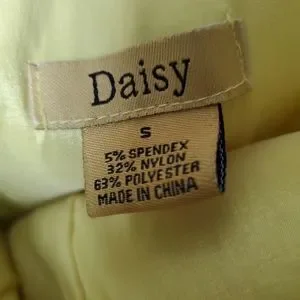 Daisy
S
5% SPENDEX
32% NYLON
63% POLYESTER
MADE IN CHINA